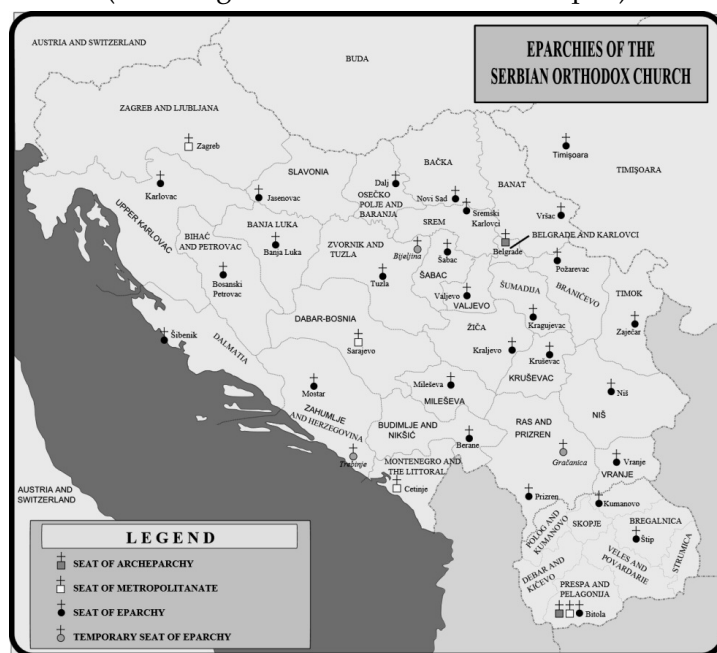 AUSTRIA AND SWITZERLAND
BUDA
EPARCHIES OF THE
SERBIAN ORTHODOX CHURCH
ZAGREB AND LJUBLJANA
Zagreb
Timişoara
TIMIŞOARA
SLAVONIA
BAČKA
BANAT
Karlovac
Jasenovac
Dalj
Novi Sad
OSEČKO
POLJE AND
BARANJA
Sremski
Karlovci
Vršac
UPPER KARLOVAC
BIHAĆ
AND PETROVAC
BANJA LUKA
Banja Luka
ZVORNIK AND
TUZLA
SREM
Bijeljina
Šabac
ŠABAC
Belgrade
BELGRADE AND KARLOVCI
Požarevac
Bosanski
Petrovac
Tuzla
Valjevo
VALJEVO
ŠUMADIJA
BRANIČEVO
TIMOK
Kragujevac
Zaječar
DABAR-BOSNIA
Sarajevo
ŽIČA
Kraljevo
Kruševac
KRUŠEVAC
Šibenik
DALMATIA
Mostar
Mileševa
MILEŠEVA
Niš
NIŠ
ZAHUMLJE
AND HERZEGOVINA
BUDIMLJE AND
NIKŠIĆ
Berane
RAS AND
PRIZREN
Gračanica
Trebinje
MONTENEGRO AND
THE LITTORAL
Cetinje
Vranje
VRANJE
AUSTRIA AND
SWITZERLAND
Prizren
Kumanovo
POLOG AND
KUMANOVO
SKOPJE
BREGALNICA
Štip
STRUMICA
VELES AND
POVARDARIE
DEBAR AND
KIČEVO
PRESPA AND
PELAGONIJA
Bitola
LEGEND
SEAT OF ARCHEPARCHY
SEAT OF METROPOLITANATE
SEAT OF EPARCHY
TEMPORARY SEAT OF EPARCHY